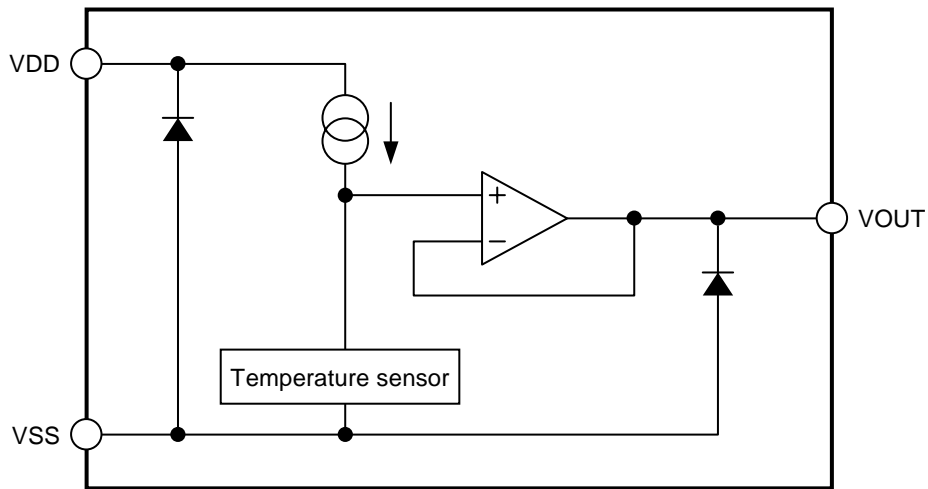 VDD
+
−
VOUT
Temperature sensor
VSS